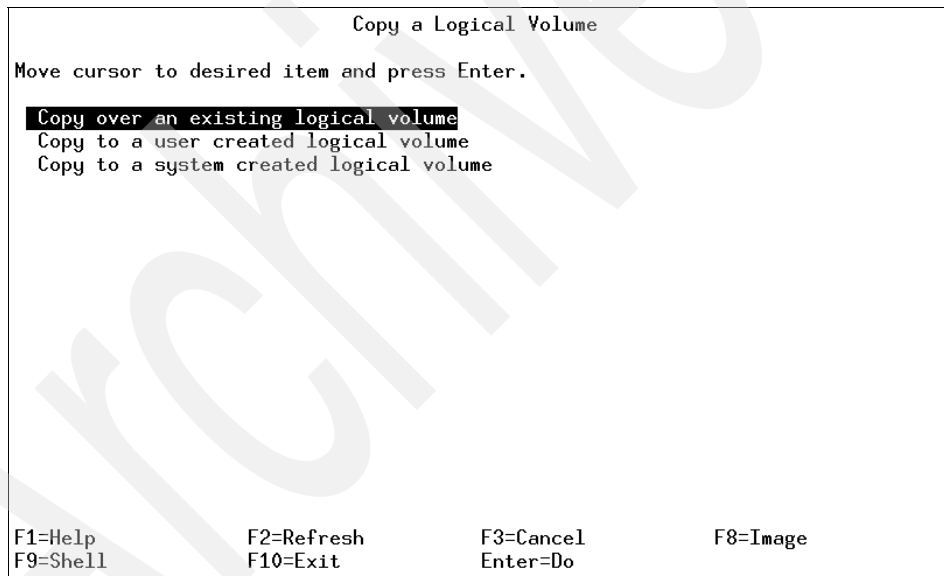 Copy a Logical Volume
Move cursor to desired item and press Enter.
Copy over an existing logical volume
Copy to a user created logical volume
Copy to a system created logical volume
F1=Help F2=Refresh F3=Cancel F8=Image
F9=Shell F10=Exit Enter=Do